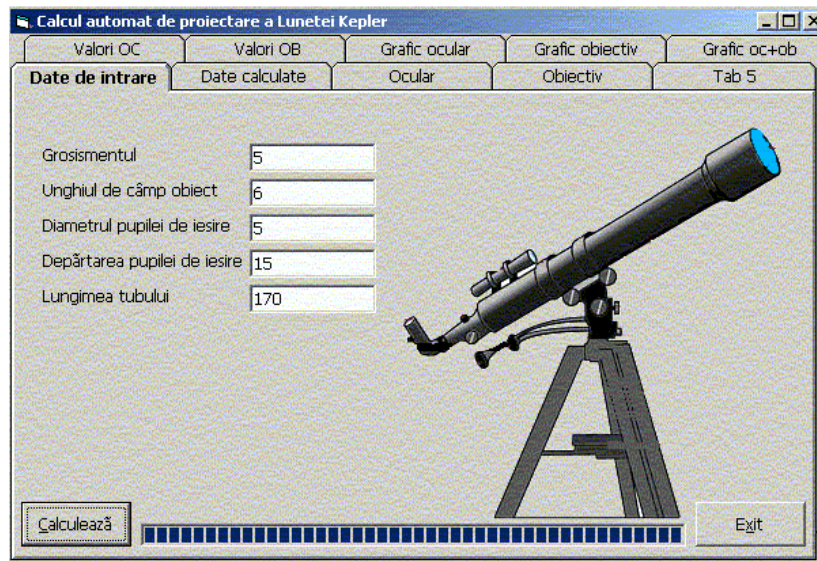 Calcul automat de proiectare a Lunetei Kepler
Valori OC Valori OB Grafic ocular Grafic obiectiv Grafic oc+ob
Date de intrare Date calculate Ocular Obiectiv Tab 5
Grosismentul 5
Unghiul de câmp obiect 6
Diametrul pupilei de iesire 5
Depãrtarea pupilei de iesire 15
Lungimea tubului 170
Calculeazã Exit